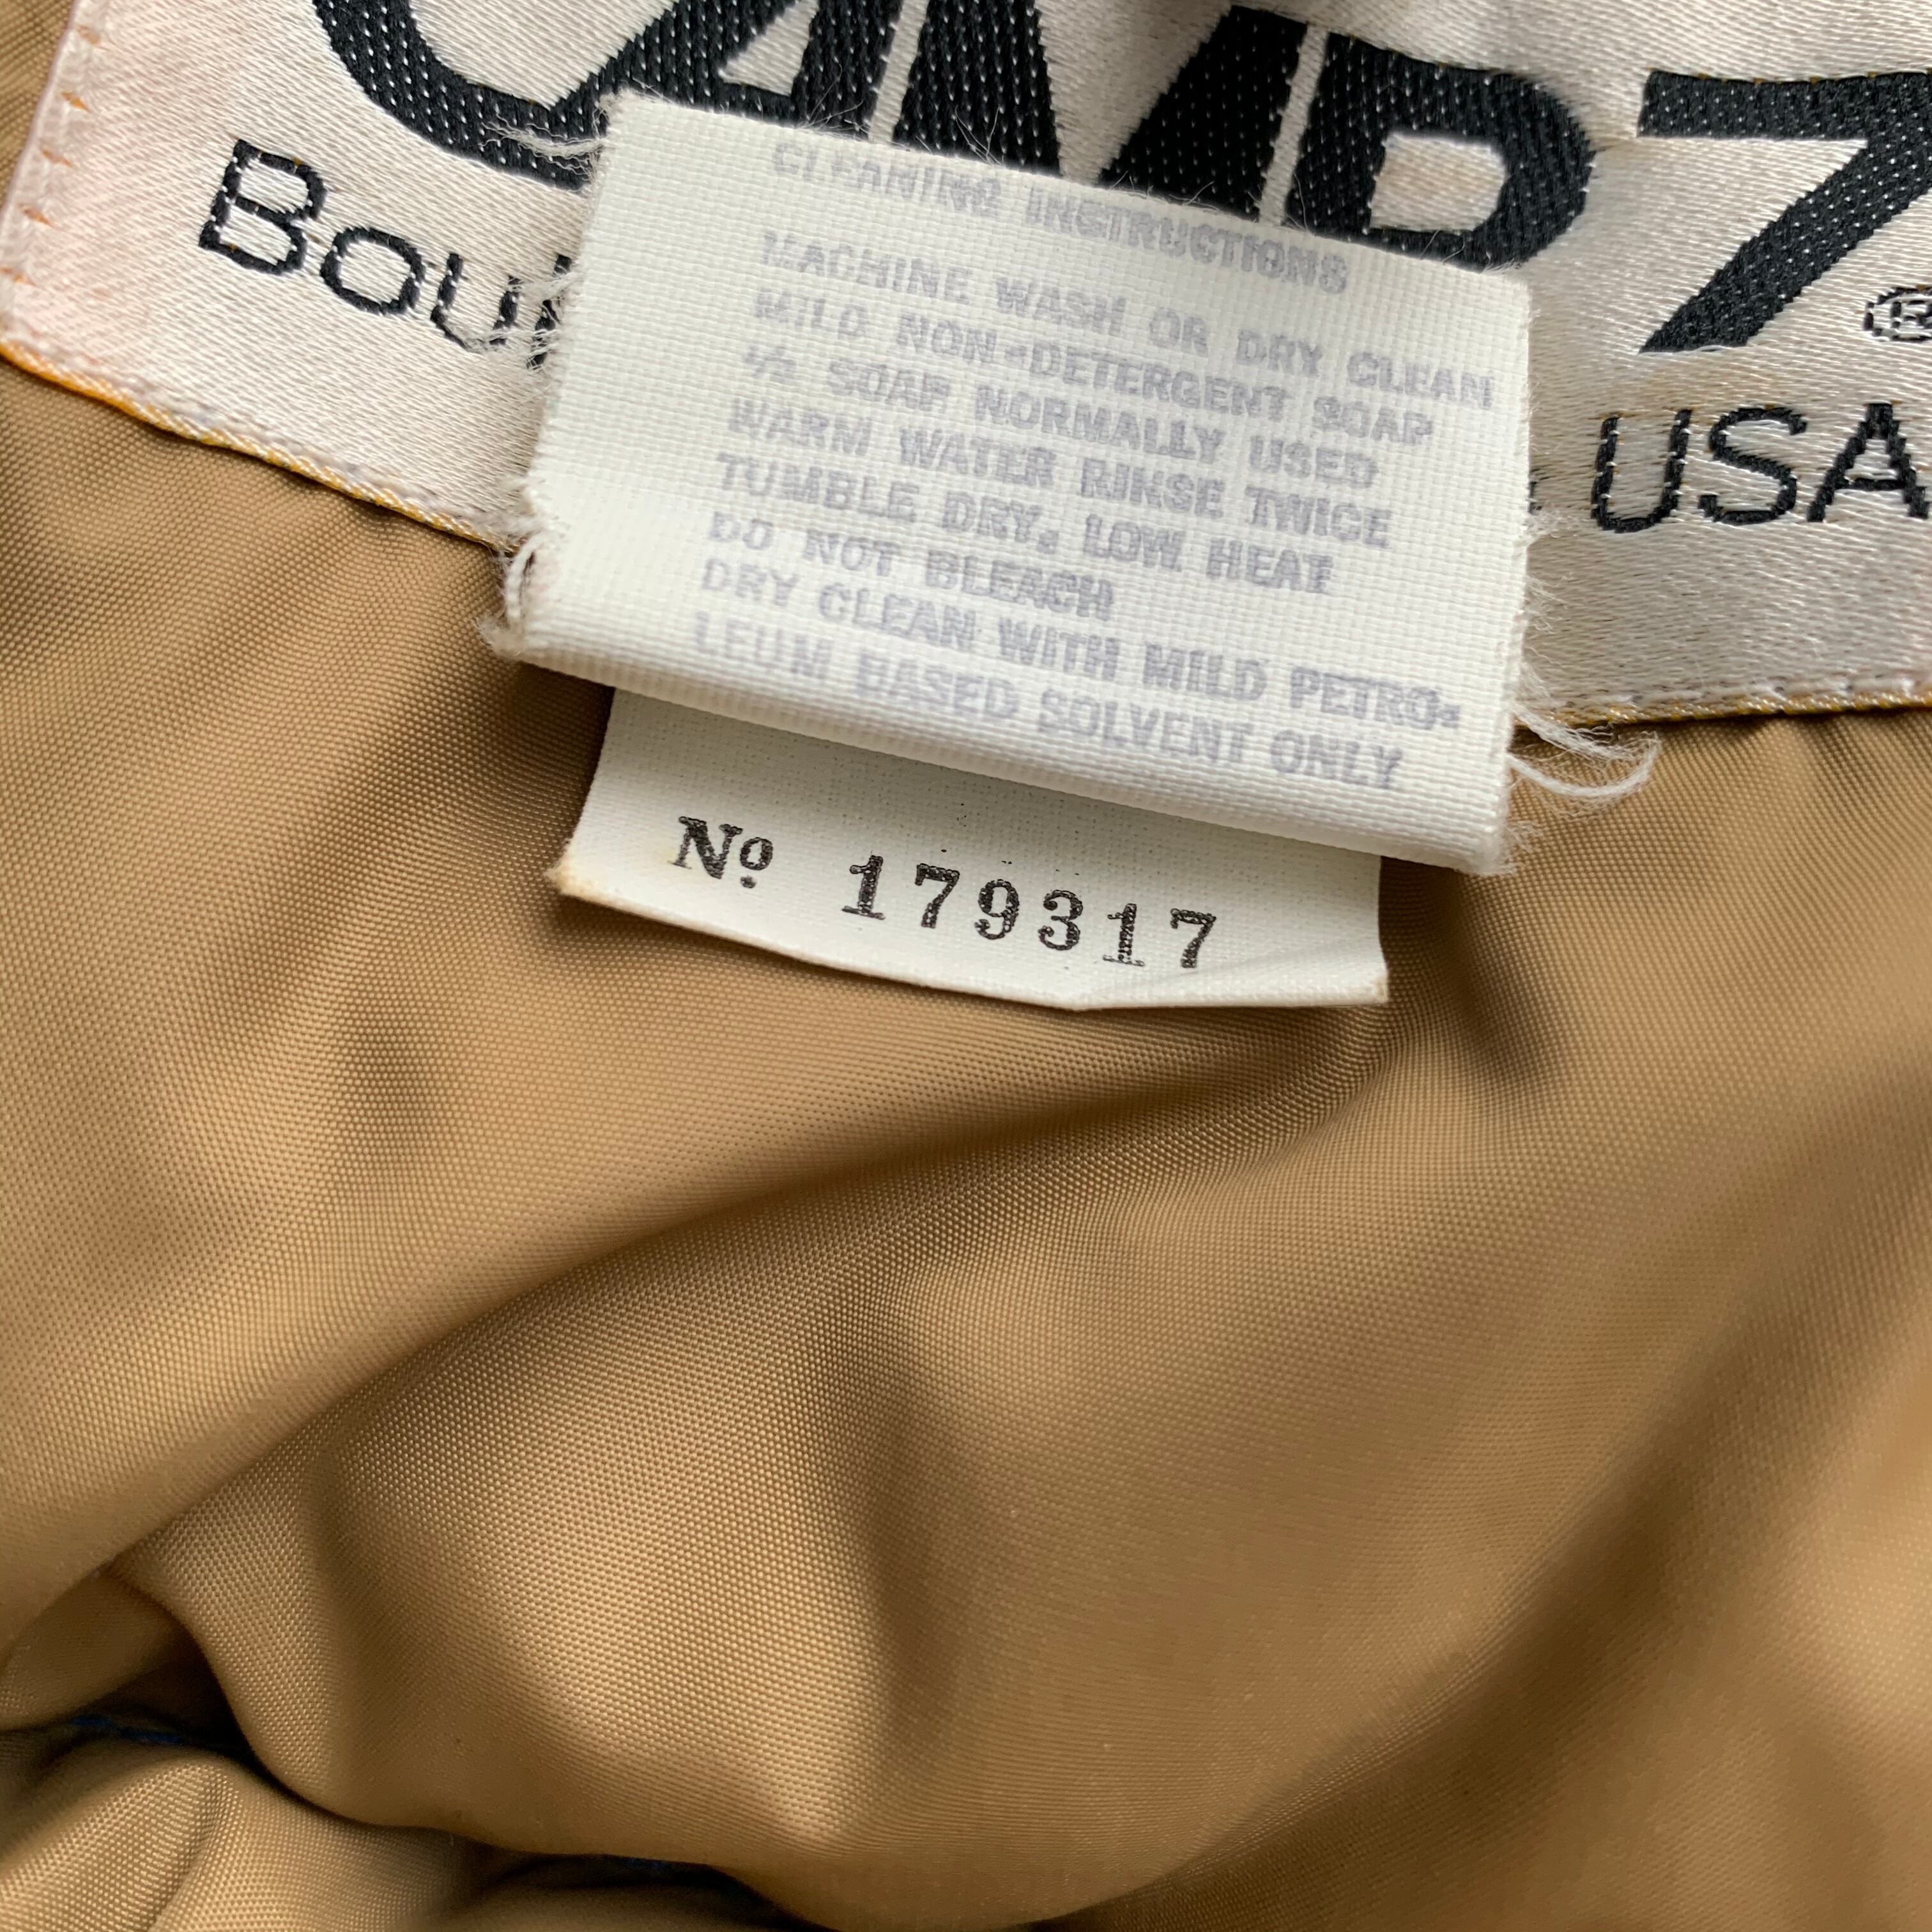 CAMP7®
USA
CLEANING INSTRUCTIONS
MACHINE WASH OR DRY CLEAN
MILD NON-DETERGENT SOAP
1/2 SOAP NORMALLY USED
WARM WATER RINSE TWICE
TUMBLE DRY. LOW HEAT
DO NOT BLEACH
DRY CLEAN WITH MILD PETRO-
LEUM BASED SOLVENT ONLY
Nº 179317